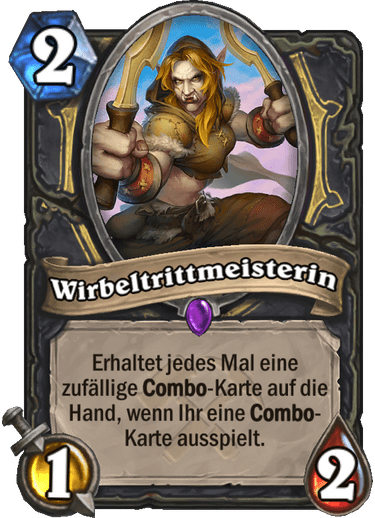 2
Wirbeltrittmeisterin
Erhaltet jedes Mal eine
zufällige Combo-Karte auf die
Hand, wenn Ihr eine Combo-
Karte ausspielt.
1
2